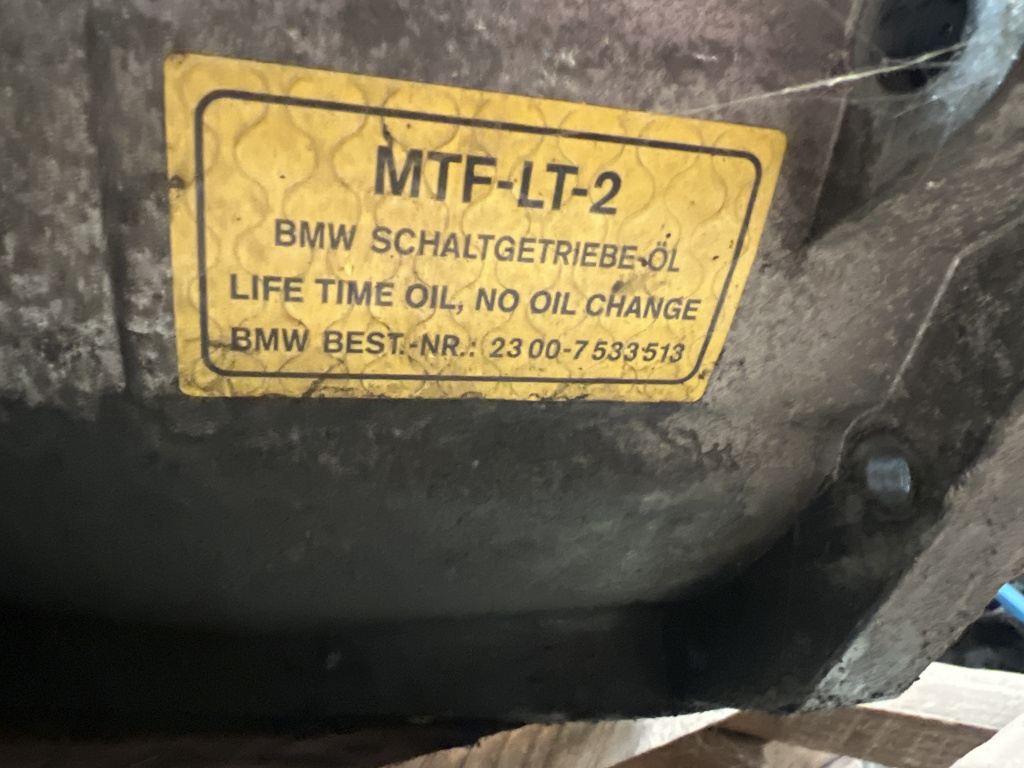 MTF-LT-2
BMW SCHALTGETRIEBE-ÖL
LIFE TIME OIL, NO OIL CHANGE
BMW BEST.-NR.: 23 00-7 533 513